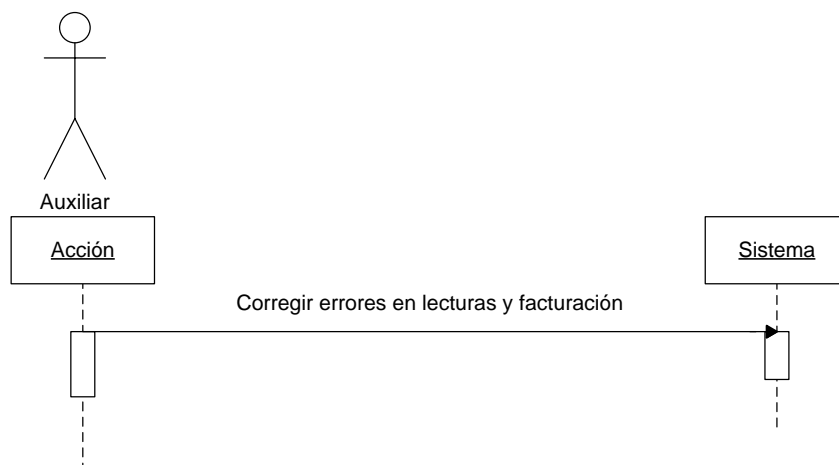 Auxiliar
Acción
Sistema
Corregir errores en lecturas y facturación